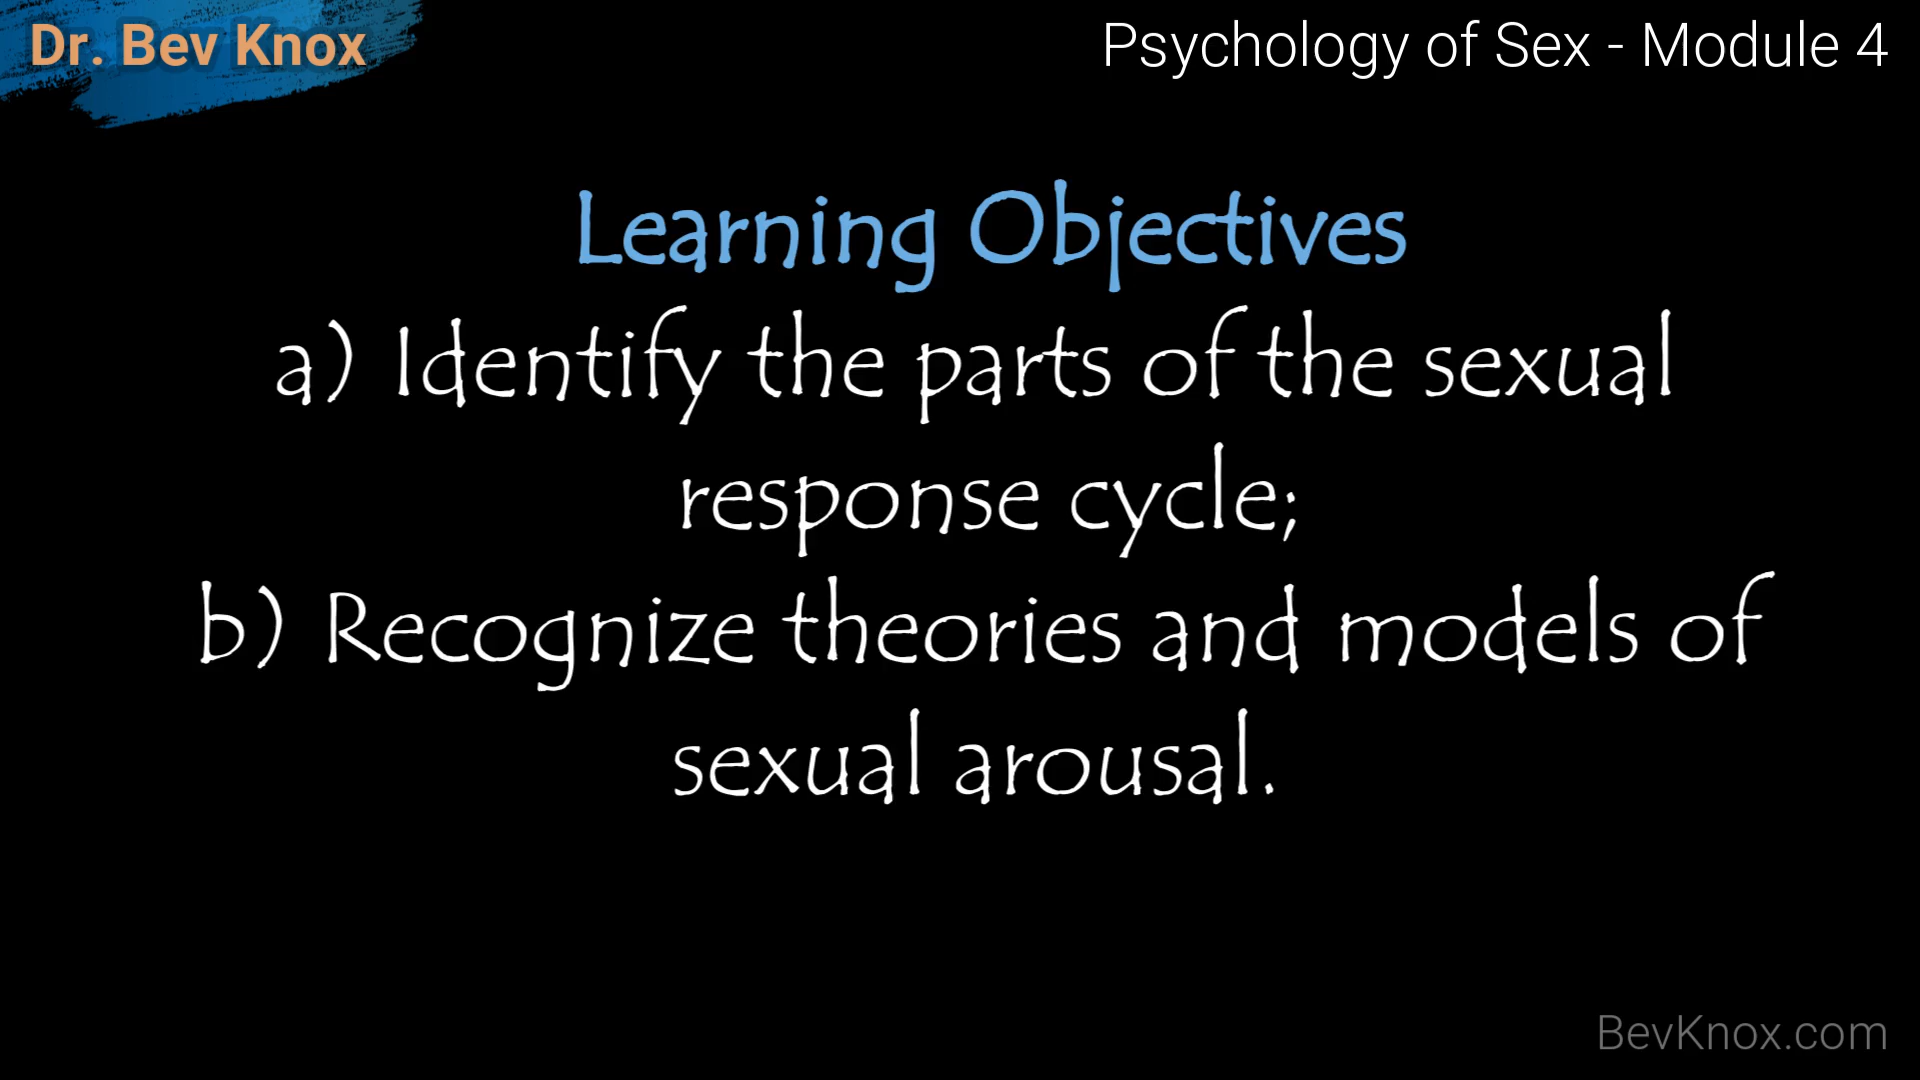 Dr. Bev Knox
Psychology of Sex - Module 4
Learning Objectives
a) Identify the parts of the sexual
response cycle;
b) Recognize theories and models of
sexual arousal.
BevKnox.com